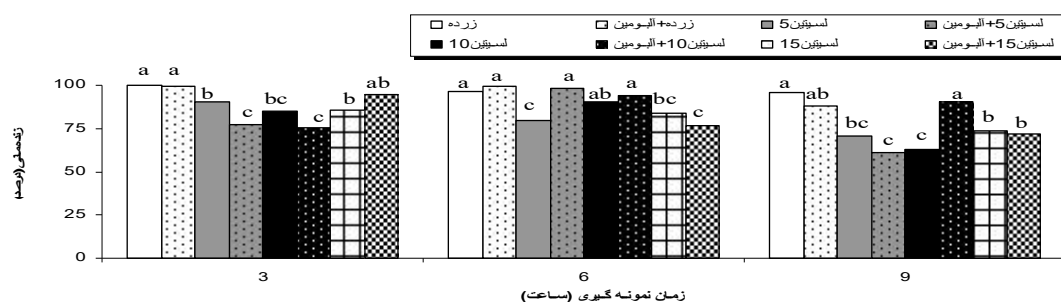 زرده زرده+آلبومین لسیتین5 لسیتین5+آلبومین
لسیتین10 لسیتین10+آلبومین لسیتین15 لسیتین15+آلبومین
زنده‌مانی(درصد)
100
75
50
25
0
a a b c bc c b ab
a a c a ab a bc c
a ab bc c c a b b
3 6 9
زمان نمونه گیری (ساعت)